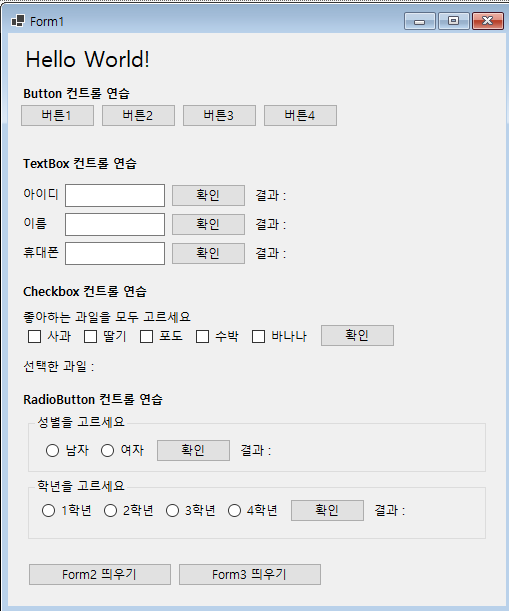 Form1
Hello World!
Button 컨트롤 연습
버튼1 버튼2 버튼3 버튼4
TextBox 컨트롤 연습
아이디 확인 결과 :
이름 확인 결과 :
휴대폰 확인 결과 :
Checkbox 컨트롤 연습
좋아하는 과일을 모두 고르세요
사과 딸기 포도 수박 바나나 확인
선택한 과일 :
RadioButton 컨트롤 연습
성별을 고르세요
남자 여자 확인 결과 :
학년을 고르세요
1학년 2학년 3학년 4학년 확인 결과 :
Form2 띄우기 Form3 띄우기